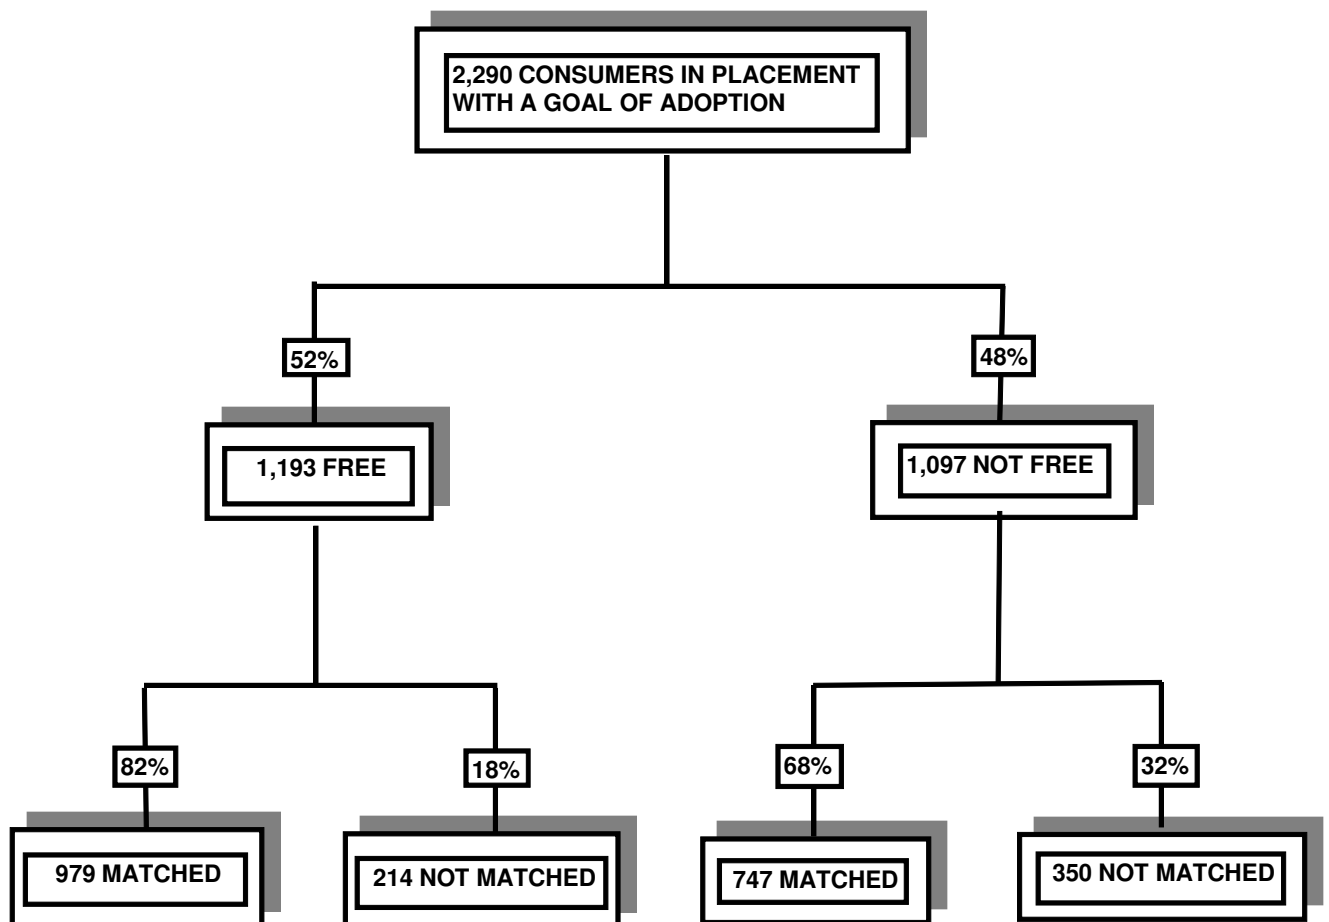 2,290 CONSUMERS IN PLACEMENT
WITH A GOAL OF ADOPTION
52%
48%
1,193 FREE
1,097 NOT FREE
82%
18%
68%
32%
979 MATCHED
214 NOT MATCHED
747 MATCHED
350 NOT MATCHED